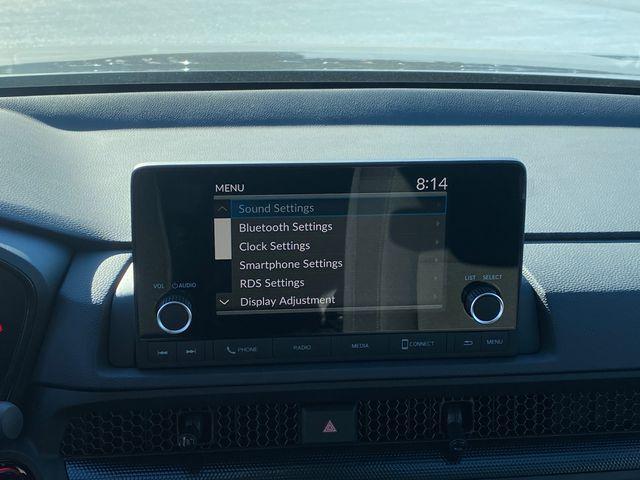 MENU 8:14
Sound Settings
Bluetooth Settings
Clock Settings
Smartphone Settings
RDS Settings
Display Adjustment
VOL AUDIO
LIST SELECT
PHONE RADIO MEDIA CONNECT MENU